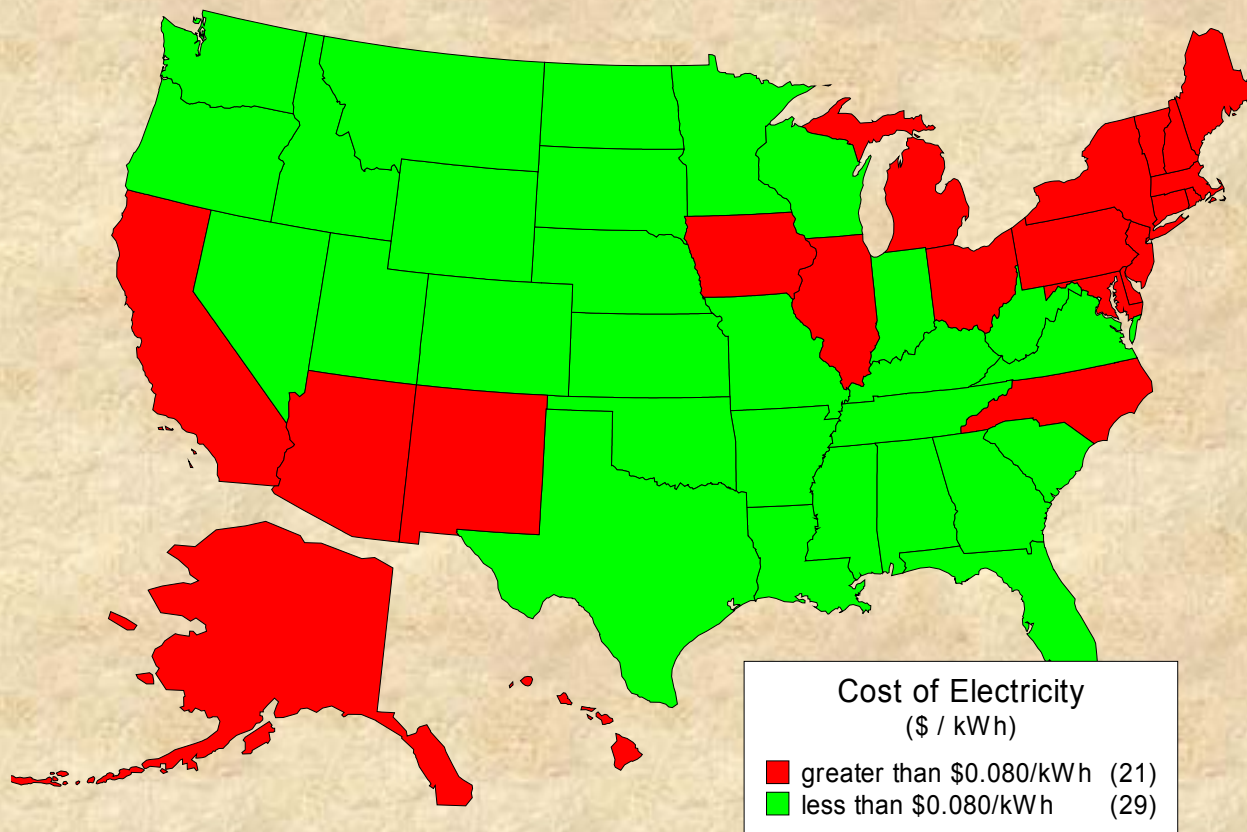 Cost of Electricity
($ / kWh)
greater than $0.080/kWh (21)
less than $0.080/kWh (29)